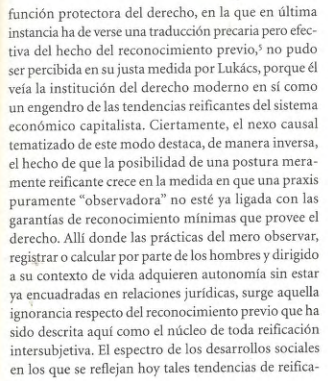 función protectora del derecho, en la que en última
instancia ha de verse una traducción precaria pero efec-
tiva del hecho del reconocimiento previo,⁵ no pudo
ser percibida en su justa medida por Lukács, porque él
veía la institución del derecho moderno en sí como
un engendro de las tendencias reificantes del sistema
económico capitalista. Ciertamente, el nexo causal
tematizado de este modo destaca, de manera inversa,
el hecho de que la posibilidad de una postura mera-
mente reificante crece en la medida en que una praxis
puramente “observadora” no esté ya ligada con las
garantías de reconocimiento mínimas que provee el
derecho. Allí donde las prácticas del mero observar,
registrar o calcular por parte de los hombres y dirigido
a su contexto de vida adquieren autonomía sin estar
ya encuadradas en relaciones jurídicas, surge aquella
ignorancia respecto del reconocimiento previo que ha
sido descrita aquí como el núcleo de toda reificación
intersubjetiva. El espectro de los desarrollos sociales
en los que se reflejan hoy tales tendencias de reifica-